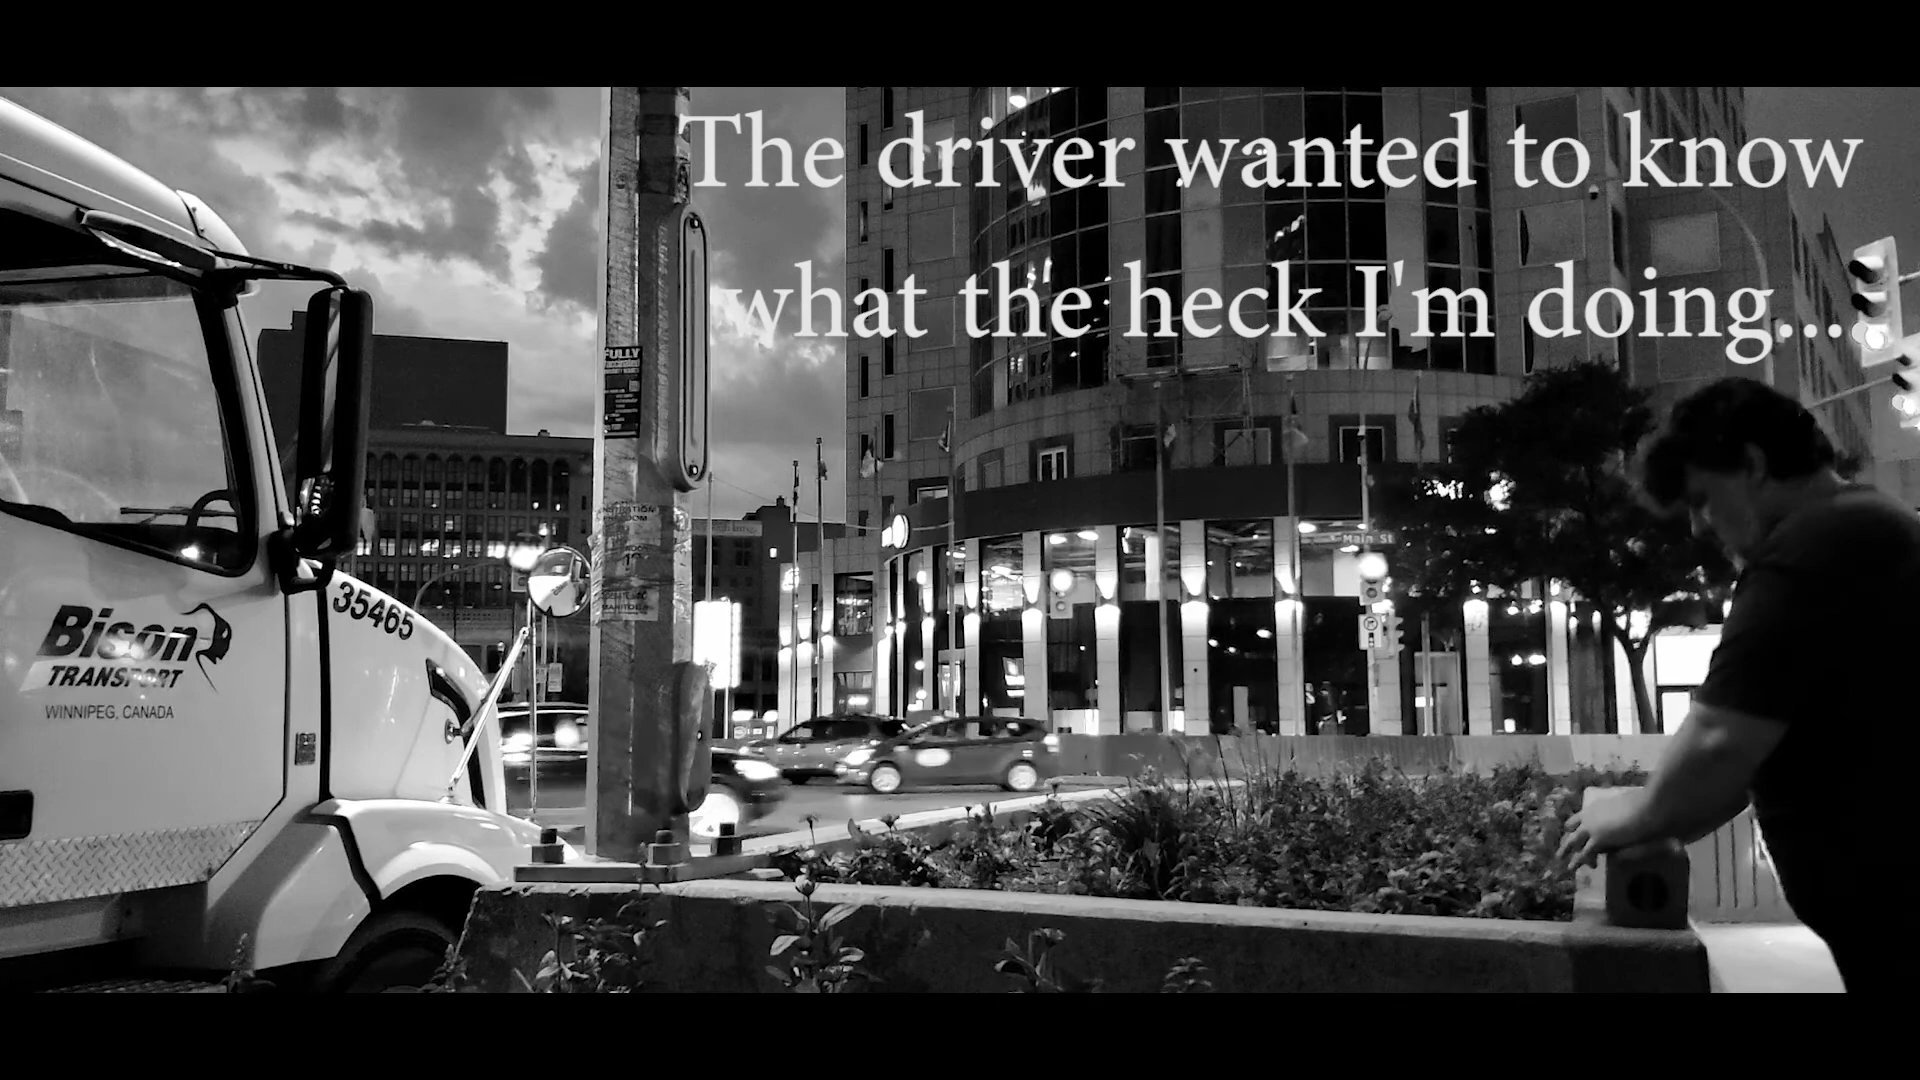 The driver wanted to know
what the heck I'm doing...
35465
Bison
TRANSPORT
WINNIPEG, CANADA
FULLY
Main St